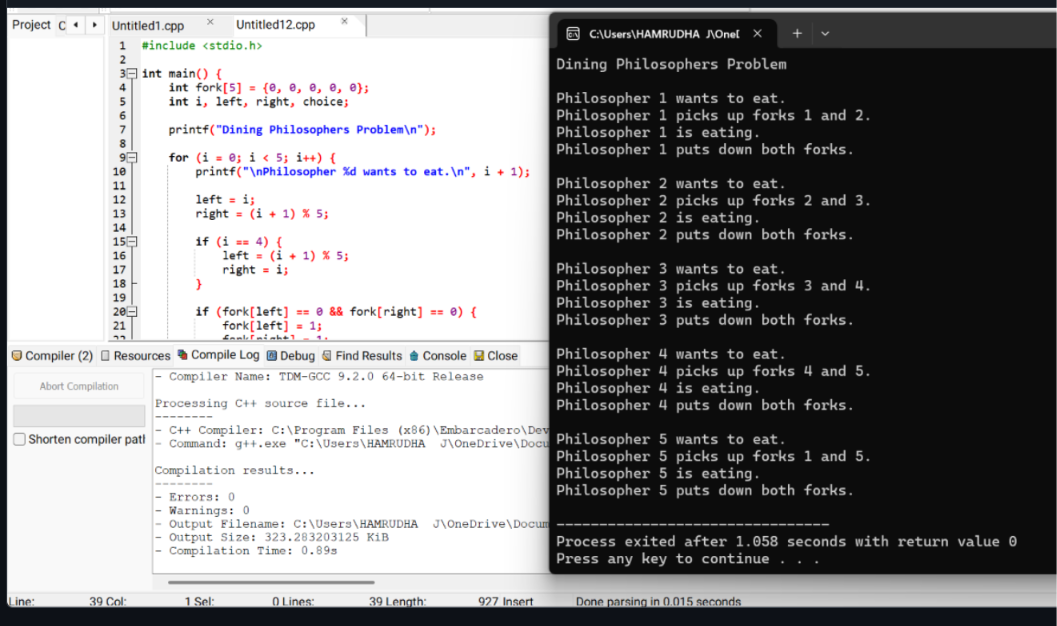 Project C
Untitled1.cpp × Untitled12.cpp ×
1 #include <stdio.h>
2
3 int main() {
4 int fork[5] = {0, 0, 0, 0, 0};
5 int i, left, right, choice;
6
7 printf("Dining Philosophers Problem\n");
8
9 for (i = 0; i < 5; i++) {
10 printf("\nPhilosopher %d wants to eat.\n", i + 1);
11
12 left = i;
13 right = (i + 1) % 5;
14
15 if (i == 4) {
16 left = (i + 1) % 5;
17 right = i;
18 }
19
20 if (fork[left] == 0 && fork[right] == 0) {
21 fork[left] = 1;
Compiler (2) Resources Compile Log Debug Find Results Console Close
Abort Compilation
Shorten compiler path
- Compiler Name: TDM-GCC 9.2.0 64-bit Release
Processing C++ source file...
--------
- C++ Compiler: C:\Program Files (x86)\Embarcadero\Dev
- Command: g++.exe "C:\Users\HAMRUDHA J\OneDrive\Docum
Compilation results...
--------
- Errors: 0
- Warnings: 0
- Output Filename: C:\Users\HAMRUDHA J\OneDrive\Docum
- Output Size: 323.283203125 KiB
- Compilation Time: 0.89s
Line: 39 Col: 1 Sel: 0 Lines: 39 Length: 927 Insert Done parsing in 0.015 seconds
C:\Users\HAMRUDHA J\OneD × +
Dining Philosophers Problem
Philosopher 1 wants to eat.
Philosopher 1 picks up forks 1 and 2.
Philosopher 1 is eating.
Philosopher 1 puts down both forks.
Philosopher 2 wants to eat.
Philosopher 2 picks up forks 2 and 3.
Philosopher 2 is eating.
Philosopher 2 puts down both forks.
Philosopher 3 wants to eat.
Philosopher 3 picks up forks 3 and 4.
Philosopher 3 is eating.
Philosopher 3 puts down both forks.
Philosopher 4 wants to eat.
Philosopher 4 picks up forks 4 and 5.
Philosopher 4 is eating.
Philosopher 4 puts down both forks.
Philosopher 5 wants to eat.
Philosopher 5 picks up forks 1 and 5.
Philosopher 5 is eating.
Philosopher 5 puts down both forks.
--------------------------------
Process exited after 1.058 seconds with return value 0
Press any key to continue . . .